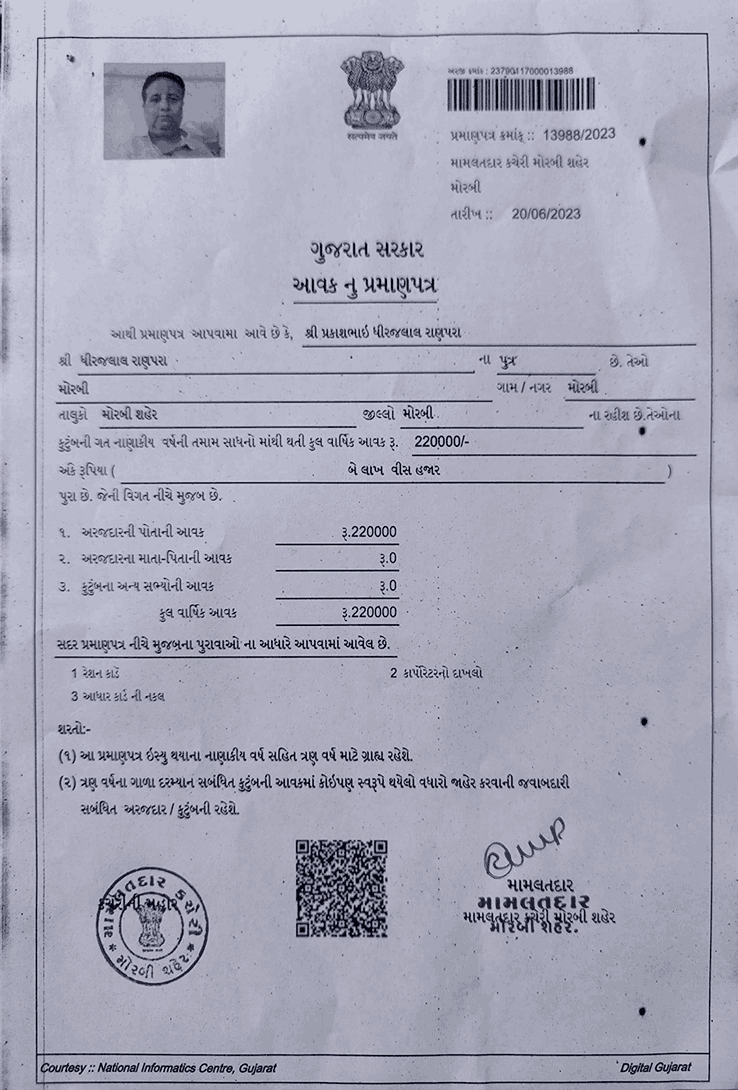 અરજી ક્રમાંક : 23790117000013988
सत्यमेव जयते
પ્રમાણપત્ર ક્રમાંક :: 13988/2023
મામલતદાર કચેરી મોરબી શહેર
મોરબી
તારીખ :: 20/06/2023
ગુજરાત સરકાર
આવક નુ પ્રમાણપત્ર
આથી પ્રમાણપત્ર આપવામા આવે છે કે, શ્રી પ્રકાશભાઇ ધીરજલાલ રાણપરા
શ્રી ધીરજલાલ રાણપરા ના પુત્ર છે. તેઓ
મોરબી ગામ / નગર મોરબી
તાલુકો મોરબી શહેર જીલ્લો મોરબી ના રહીશ છે.તેઓના
કુટુંબની ગત નાણાકીય વર્ષની તમામ સાધનો માંથી થતી કુલ વાર્ષિક આવક રૂ. 220000/-
અંકે રૂપિયા ( બે લાખ વીસ હજાર )
પુરા છે. જેની વિગત નીચે મુજબ છે.
૧. અરજદારની પોતાની આવક રૂ.220000
૨. અરજદારના માતા-પિતાની આવક રૂ.0
૩. કુટુંબના અન્ય સભ્યોની આવક રૂ.0
કુલ વાર્ષિક આવક રૂ.220000
સદર પ્રમાણપત્ર નીચે મુજબના પુરાવાઓ ના આધારે આપવામાં આવેલ છે.
1 રેશન કાર્ડ 2 કાર્પોરેટરનો દાખલો
3 આધાર કાર્ડ ની નકલ
શરતો:-
(૧) આ પ્રમાણપત્ર ઇસ્યુ થયાના નાણાકીય વર્ષ સહિત ત્રણ વર્ષ માટે ગ્રાહ્ય રહેશે.
(૨) ત્રણ વર્ષના ગાળા દરમ્યાન સબંધિત કુટુંબની આવકમાં કોઇપણ સ્વરૂપે થયેલો વધારો જાહેર કરવાની જવાબદારી
સબંધિત અરજદાર / કુટુંબની રહેશે.
કચેરીની મહોર
મામલતદાર કચેરી
* મોરબી શહેર *
મામલતદાર
મામલતદાર
મામલતદાર કચેરી મોરબી શહેર
મોરબી શહેર.
Courtesy :: National Informatics Centre, Gujarat Digital Gujarat